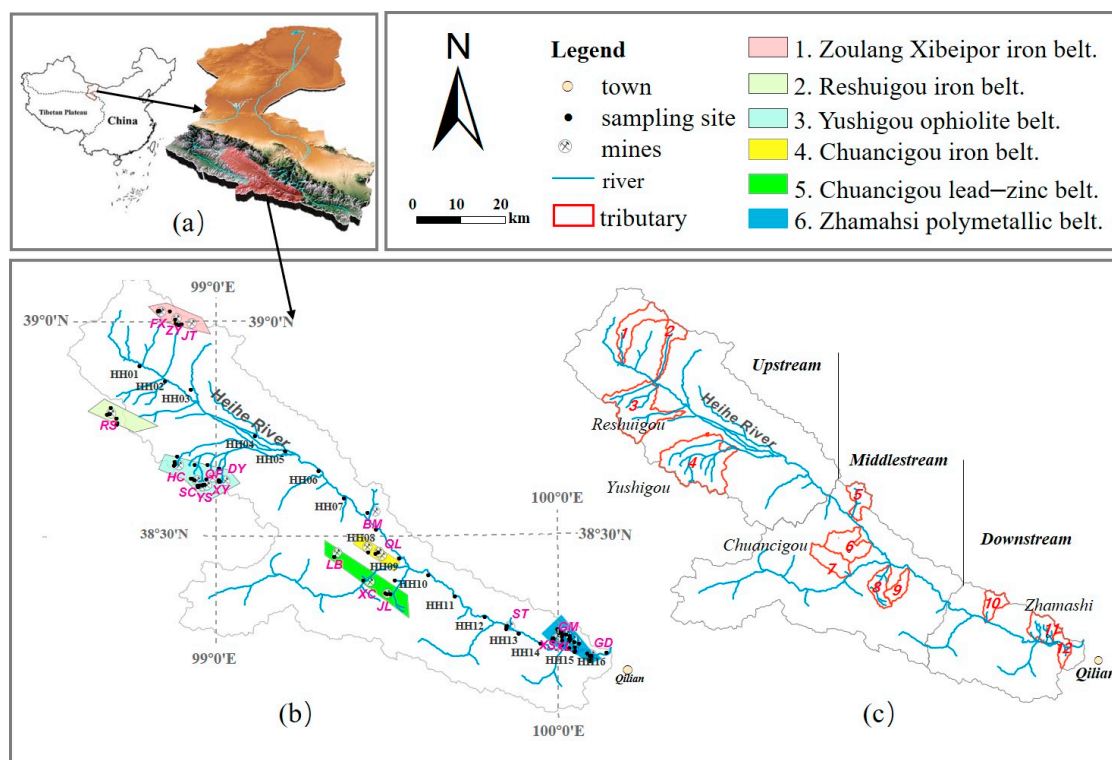 Tibetan Plateau
China
(a)
N
0 10 20
km
Legend
town
sampling site
mines
river
tributary
1. Zoulang Xibeipor iron belt.
2. Reshuigou iron belt.
3. Yushigou ophiolite belt.
4. Chuancigou iron belt.
5. Chuancigou lead–zinc belt.
6. Zhamahsi polymetallic belt.
99°0'E
39°0'N
39°0'N
FX
ZY
JT
HH01
HH02
HH03
RS
Heihe River
HH04
HH05
HC
QP
DY
SC
YS
XY
HH06
HH07
BM
100°0'E
38°30'N
38°30'N
HH08
QL
LB
HH09
XC
HH10
JL
HH11
HH12
ST
HH13
GM
HH14
GD
HH15
HH16
99°0'E
Qilian
100°0'E
(b)
1
2
Upstream
3
Reshuigou
Heihe River
4
Yushigou
Middlestream
5
Chuancigou
6
7
Downstream
8
9
10
Zhamashi
11
12
Qilian
(c)